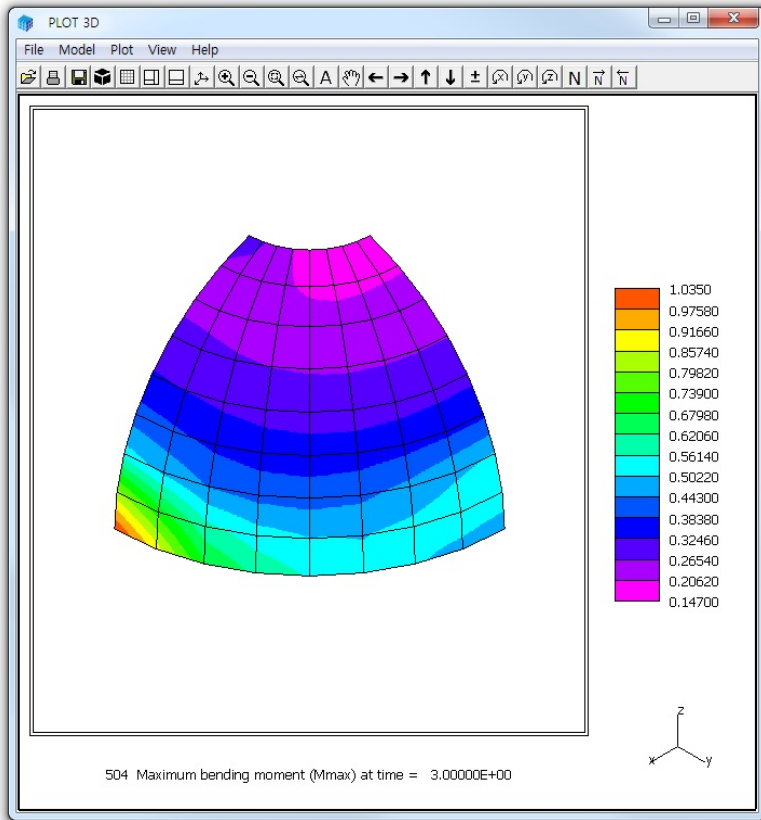 PLOT 3D
File Model Plot View Help
A N N N
1.0350
0.97580
0.91660
0.85740
0.79820
0.73900
0.67980
0.62060
0.56140
0.50220
0.44300
0.38380
0.32460
0.26540
0.20620
0.14700
z
x
y
504 Maximum bending moment (Mmax) at time = 3.00000E+00